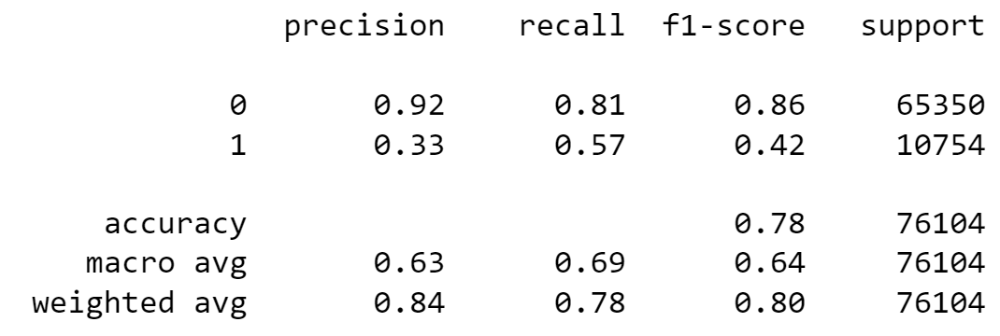 precision recall f1-score support
0 0.92 0.81 0.86 65350
1 0.33 0.57 0.42 10754
accuracy 0.78 76104
macro avg 0.63 0.69 0.64 76104
weighted avg 0.84 0.78 0.80 76104